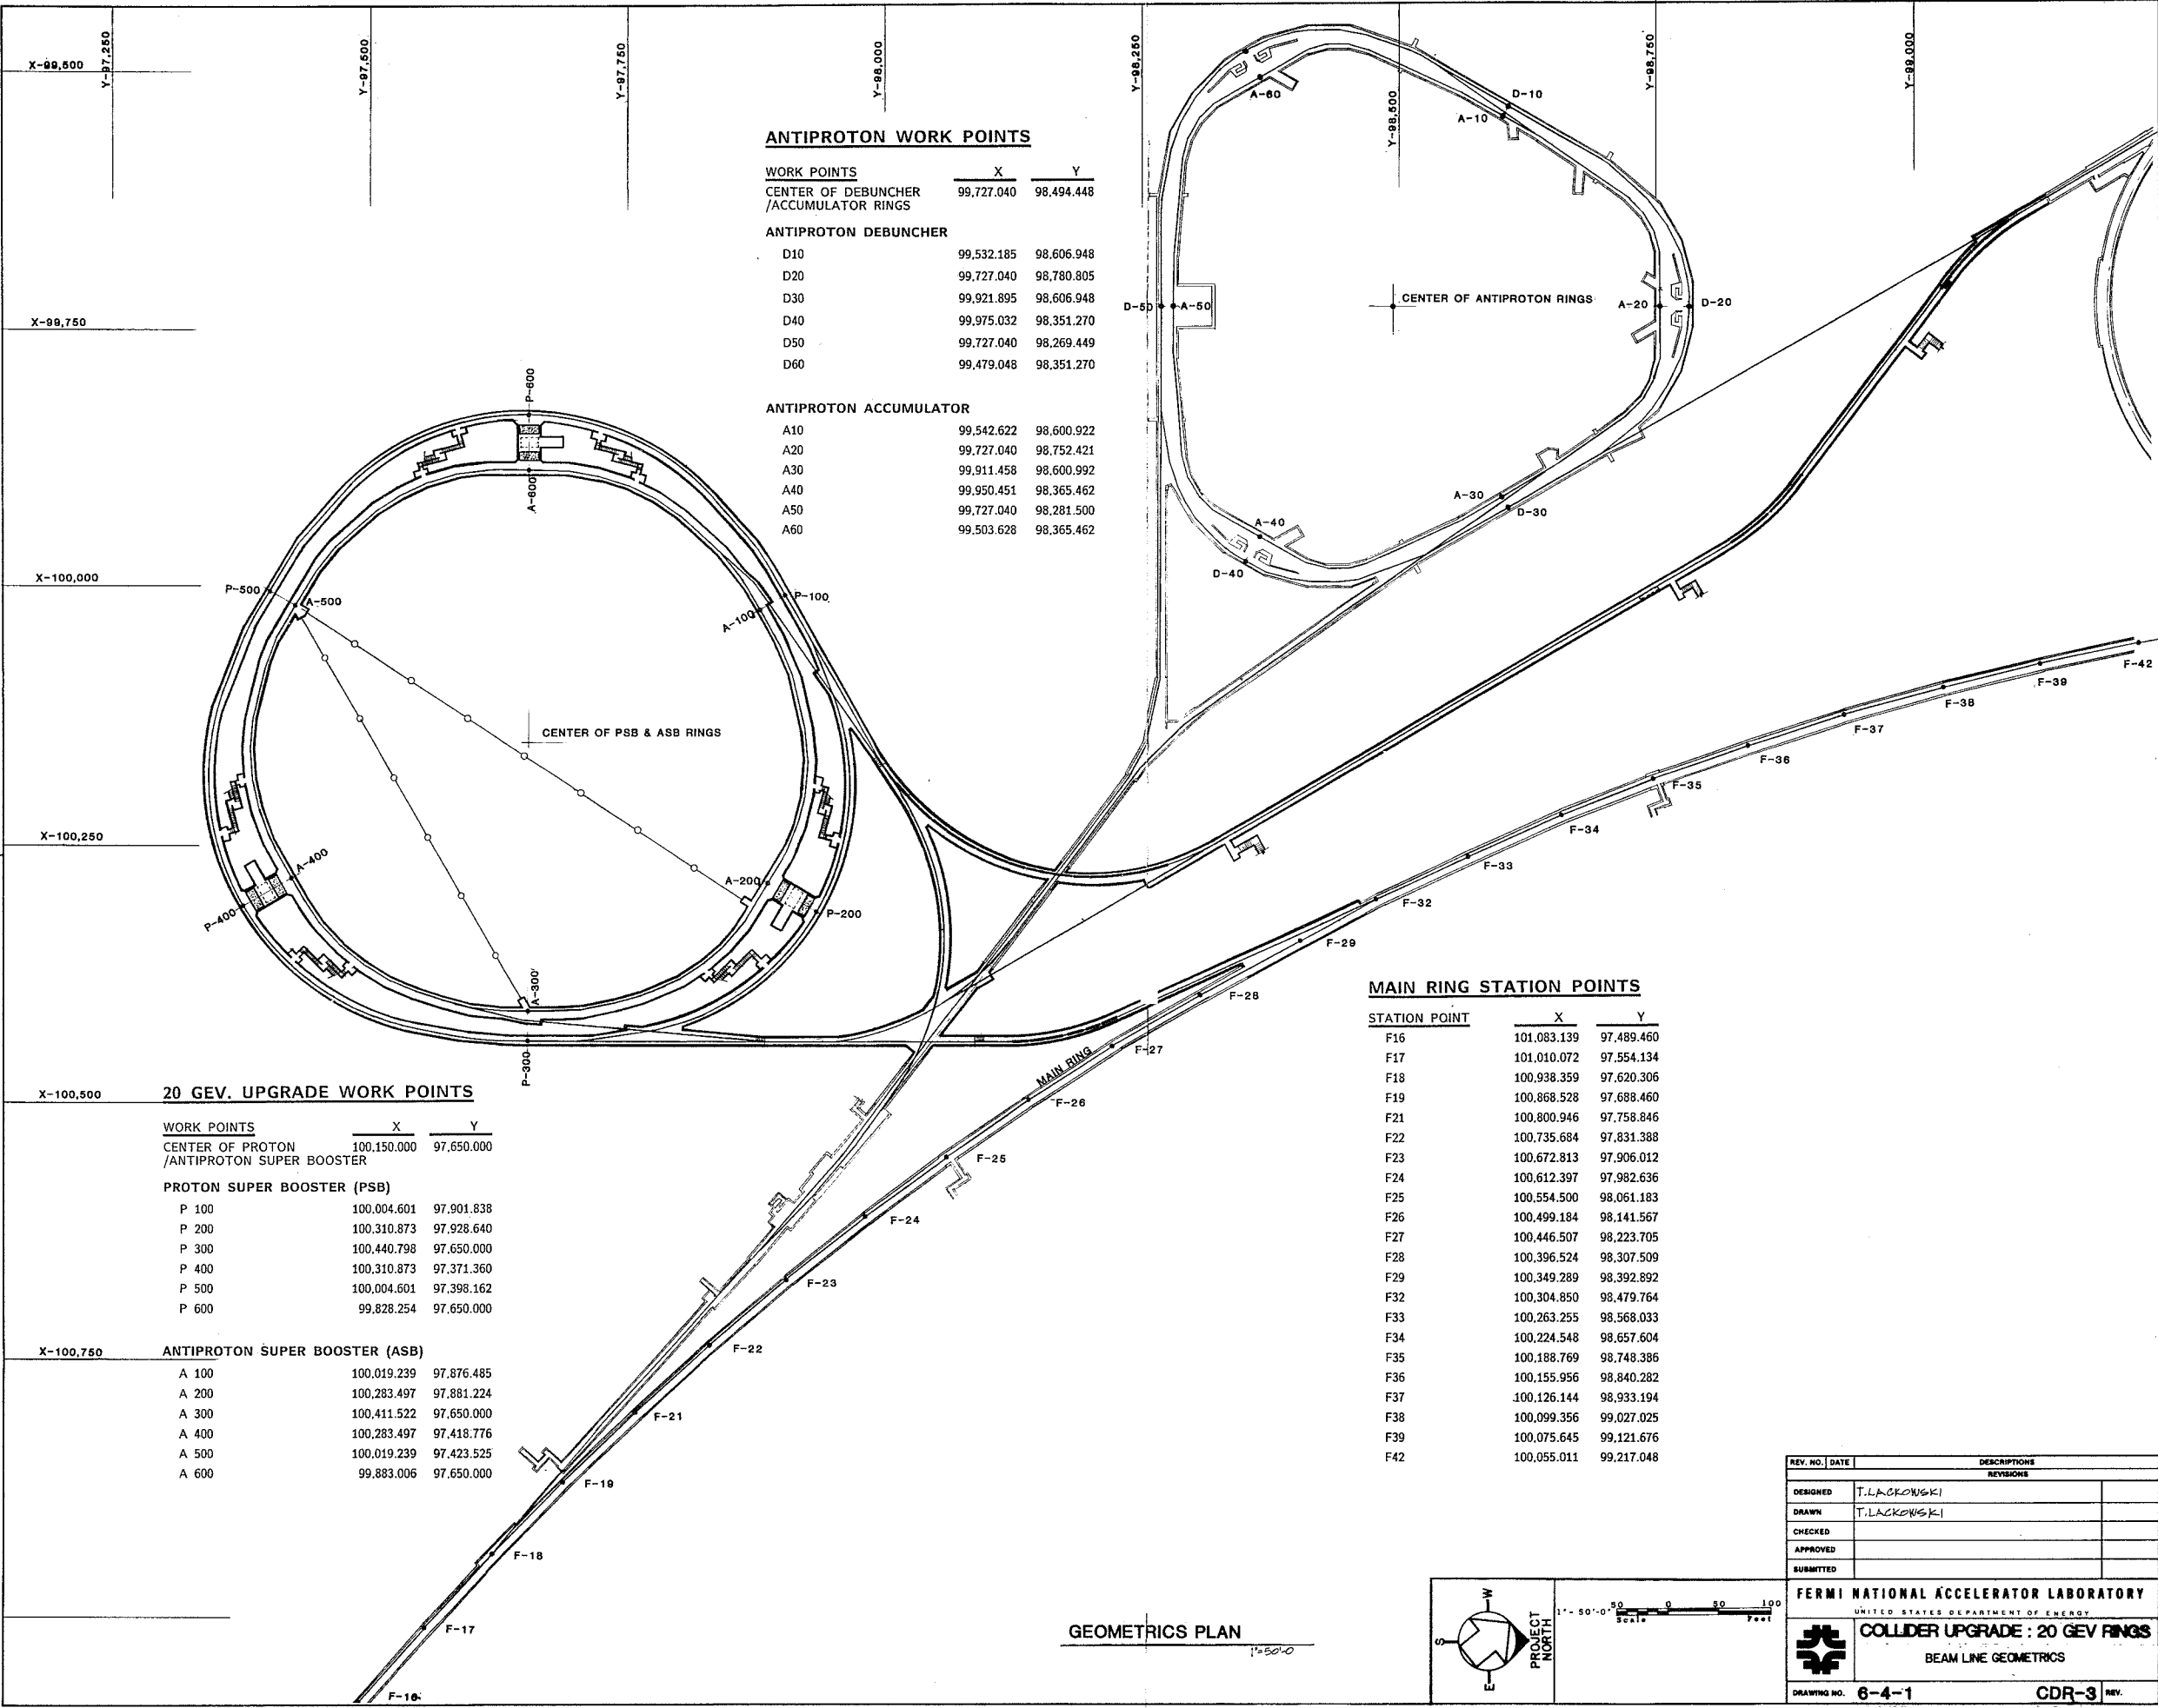 X-99,500
Y-97,250
Y-97,500
Y-97,750
Y-98,000
Y-98,250
Y-98,500
Y-98,750
Y-99,000
X-99,750
X-100,000
X-100,250
X-100,500
X-100,750
ANTIPROTON WORK POINTS
WORK POINTS X Y
CENTER OF DEBUNCHER 99,727.040 98,494.448
/ACCUMULATOR RINGS
ANTIPROTON DEBUNCHER
D10 99,532.185 98,606.948
D20 99,727.040 98,780.805
D30 99,921.895 98,606.948
D40 99,975.032 98,351.270
D50 99,727.040 98,269.449
D60 99,479.048 98,351.270
ANTIPROTON ACCUMULATOR
A10 99,542.622 98,600.922
A20 99,727.040 98,752.421
A30 99,911.458 98,600.992
A40 99,950.451 98,365.462
A50 99,727.040 98,281.500
A60 99,503.628 98,365.462
A-60
D-10
A-10
D-50
A-50
CENTER OF ANTIPROTON RINGS
A-20
D-20
A-30
D-30
A-40
D-40
P-600
A-600
P-500
A-500
P-100
A-100
CENTER OF PSB & ASB RINGS
A-400
P-400
A-200
P-200
A-300
P-300
F-42
F-39
F-38
F-37
F-36
F-35
F-34
F-33
F-32
F-29
F-28
F-27
MAIN RING
F-26
F-25
F-24
F-23
F-22
F-21
F-19
F-18
F-17
F-16
20 GEV. UPGRADE WORK POINTS
WORK POINTS X Y
CENTER OF PROTON 100,150.000 97,650.000
/ANTIPROTON SUPER BOOSTER
PROTON SUPER BOOSTER (PSB)
P 100 100,004.601 97,901.838
P 200 100,310.873 97,928.640
P 300 100,440.798 97,650.000
P 400 100,310.873 97,371.360
P 500 100,004.601 97,398.162
P 600 99,828.254 97,650.000
ANTIPROTON SUPER BOOSTER (ASB)
A 100 100,019.239 97,876.485
A 200 100,283.497 97,881.224
A 300 100,411.522 97,650.000
A 400 100,283.497 97,418.776
A 500 100,019.239 97,423.525
A 600 99,883.006 97,650.000
MAIN RING STATION POINTS
STATION POINT X Y
F16 101,083.139 97,489.460
F17 101,010.072 97,554.134
F18 100,938.359 97,620.306
F19 100,868.528 97,688.460
F21 100,800.946 97,758.846
F22 100,735.684 97,831.388
F23 100,672.813 97,906.012
F24 100,612.397 97,982.636
F25 100,554.500 98,061.183
F26 100,499.184 98,141.567
F27 100,446.507 98,223.705
F28 100,396.524 98,307.509
F29 100,349.289 98,392.892
F32 100,304.850 98,479.764
F33 100,263.255 98,568.033
F34 100,224.548 98,657.604
F35 100,188.769 98,748.386
F36 100,155.956 98,840.282
F37 100,126.144 98,933.194
F38 100,099.356 99,027.025
F39 100,075.645 99,121.676
F42 100,055.011 99,217.048
GEOMETRICS PLAN
1"=50'-0
W
S
E
PROJECT
NORTH
1"- 50'-0" 50 0 50 100
Scale Feet
REV. NO. DATE DESCRIPTIONS
REVISIONS
DESIGNED T.LACKOWSKI
DRAWN T.LACKOWSKI
CHECKED
APPROVED
SUBMITTED
FERMI NATIONAL ACCELERATOR LABORATORY
UNITED STATES DEPARTMENT OF ENERGY
COLLIDER UPGRADE : 20 GEV RINGS
BEAM LINE GEOMETRICS
DRAWING NO. 6-4-1 CDR-3 REV.